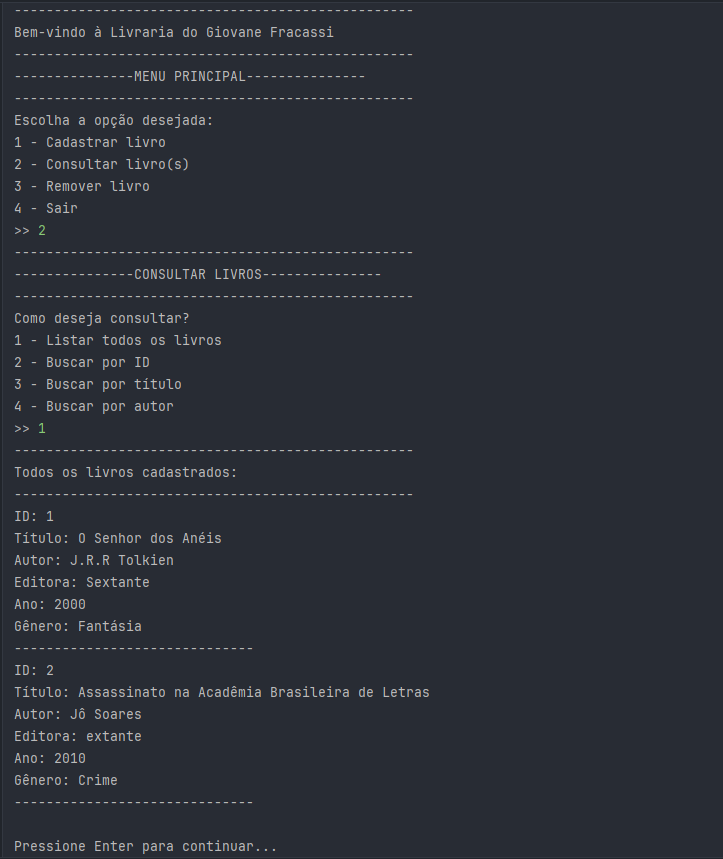 --------------------------------------------------
Bem-vindo à Livraria do Giovane Fracassi
--------------------------------------------------
---------------MENU PRINCIPAL---------------
--------------------------------------------------
Escolha a opção desejada:
1 - Cadastrar livro
2 - Consultar livro(s)
3 - Remover livro
4 - Sair
>> 2
--------------------------------------------------
---------------CONSULTAR LIVROS---------------
--------------------------------------------------
Como deseja consultar?
1 - Listar todos os livros
2 - Buscar por ID
3 - Buscar por título
4 - Buscar por autor
>> 1
--------------------------------------------------
Todos os livros cadastrados:
--------------------------------------------------
ID: 1
Título: O Senhor dos Anéis
Autor: J.R.R Tolkien
Editora: Sextante
Ano: 2000
Gênero: Fantásia
------------------------------
ID: 2
Título: Assassinato na Acadêmia Brasileira de Letras
Autor: Jô Soares
Editora: extante
Ano: 2010
Gênero: Crime
------------------------------
Pressione Enter para continuar...